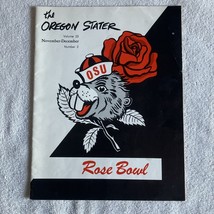 the
OREGON STATER
November-December
OSU
Rose Bowl